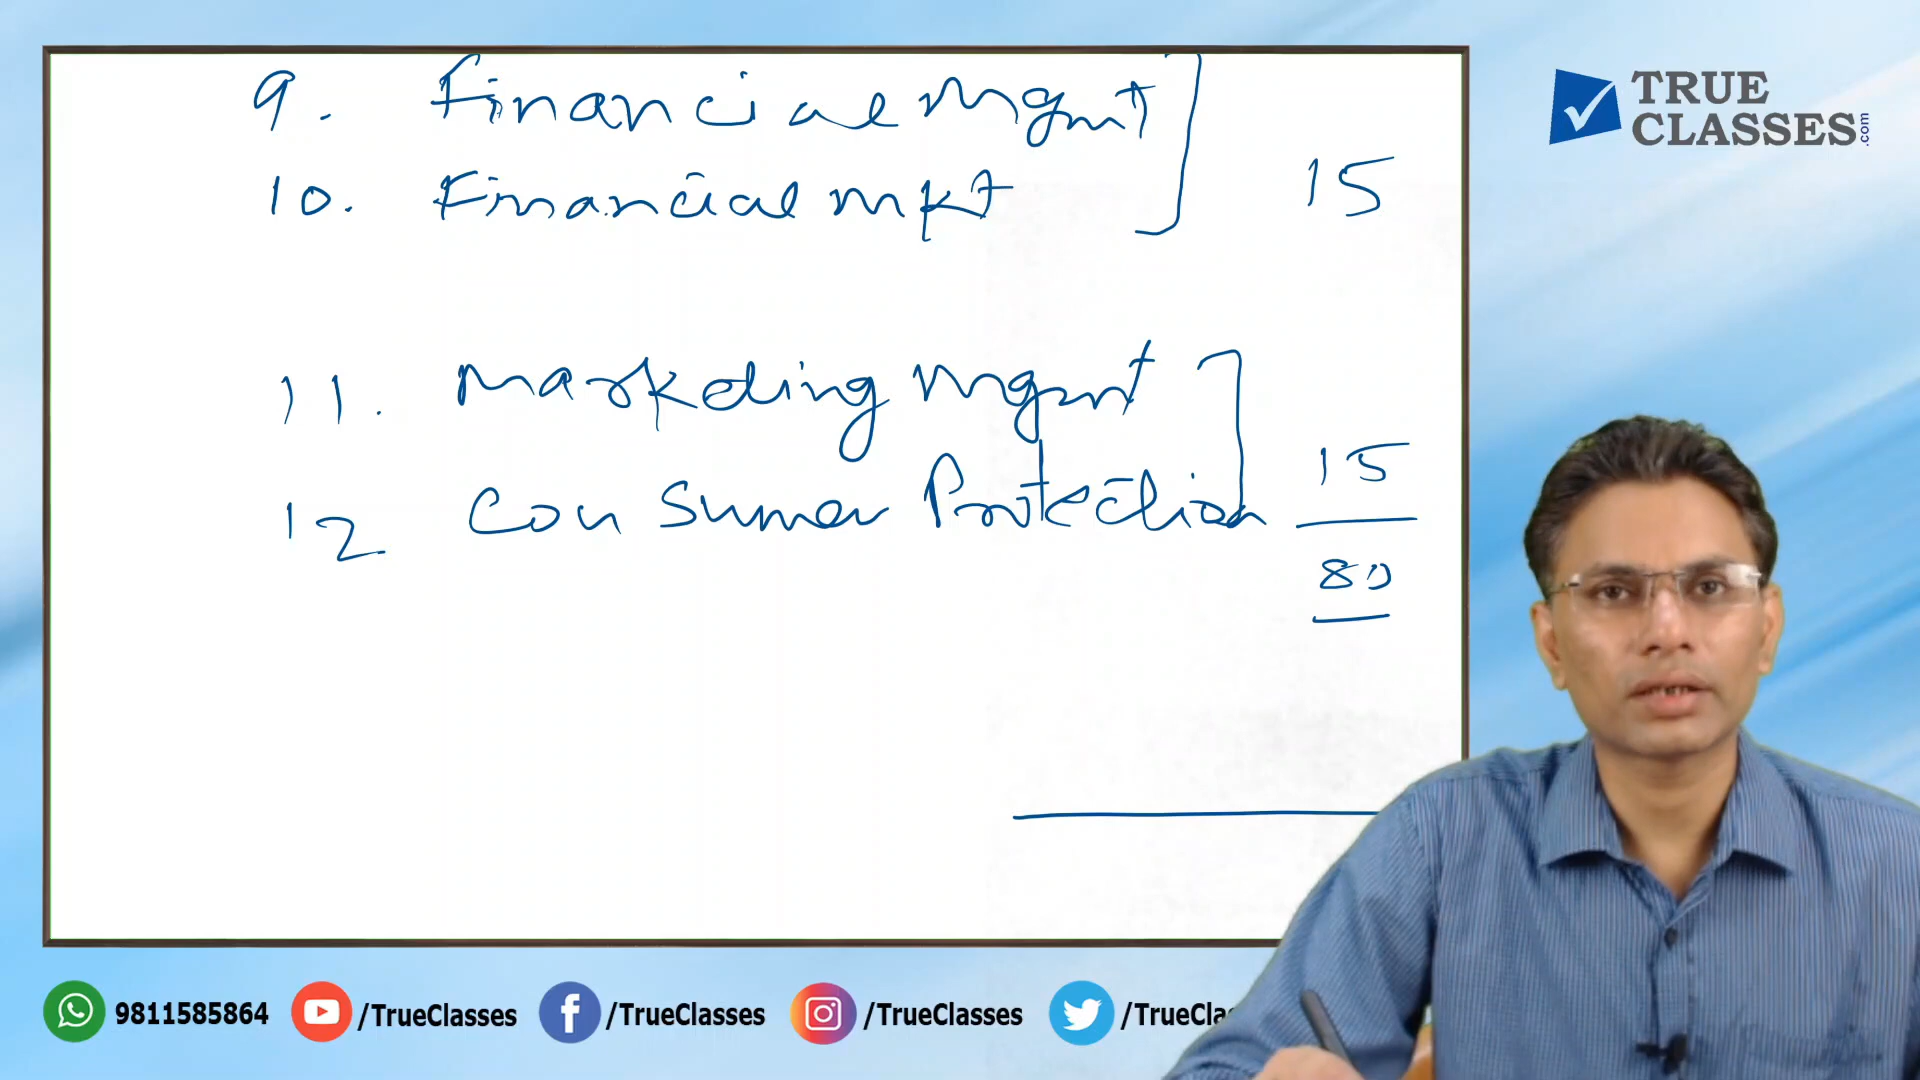 9. Financial Mgmt
10. Financial mkt
15
11. Marketing Mgmt
12 Consumer Protection
15
80
TRUE
CLASSES.com
9811585864 /TrueClasses /TrueClasses /TrueClasses /TrueCla